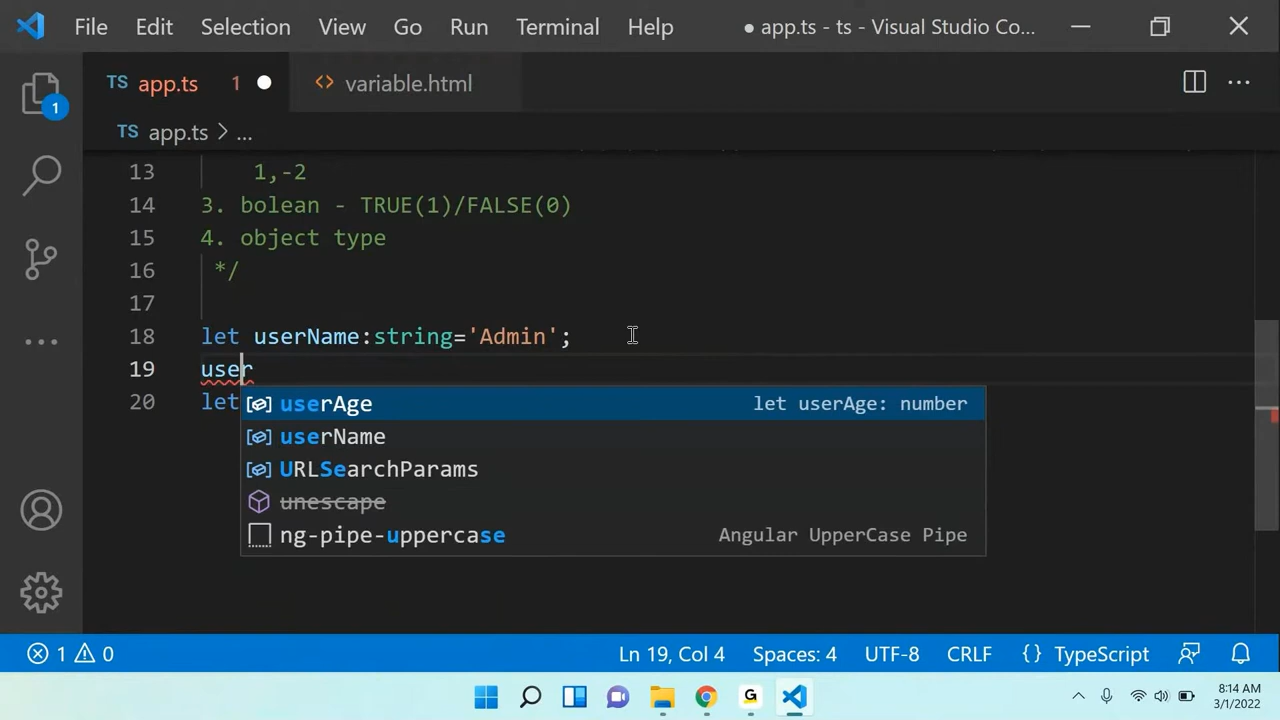 File Edit Selection View Go Run Terminal Help ● app.ts - ts - Visual Studio Co...
TS app.ts 1 ● <> variable.html ...
1
TS app.ts > ...
13 1,-2
14 3. bolean - TRUE(1)/FALSE(0)
15 4. object type
16 */
17
18 let userName:string='Admin';
19 user
20 let
userAge let userAge: number
userName
URLSearchParams
unescape
ng-pipe-uppercase Angular UpperCase Pipe
1 0 Ln 19, Col 4 Spaces: 4 UTF-8 CRLF {} TypeScript
G
8:14 AM
3/1/2022